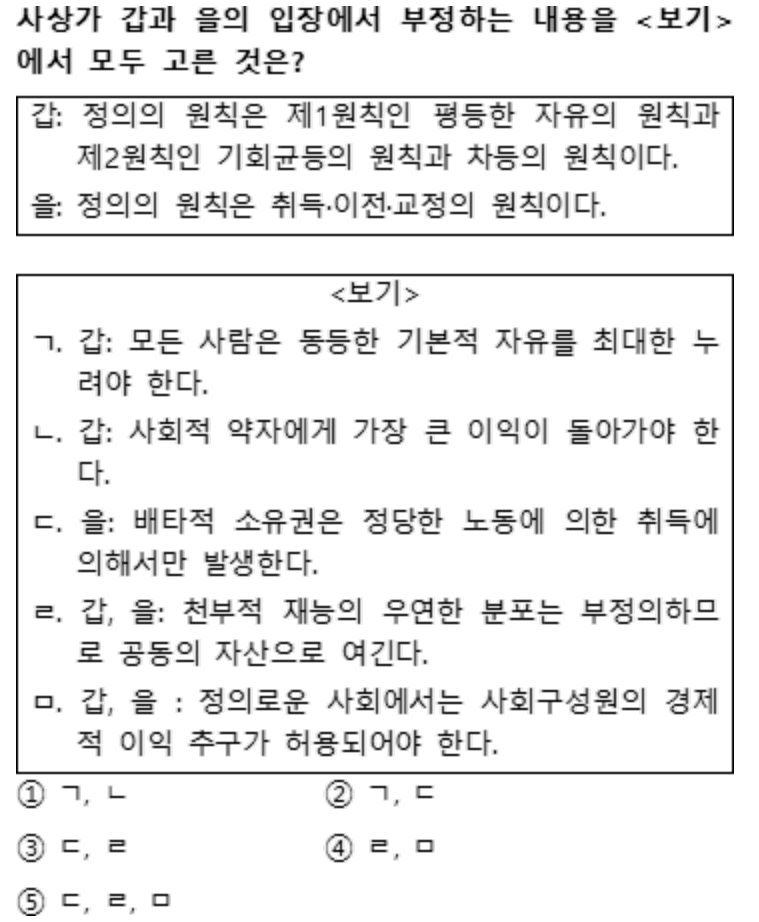 사상가 갑과 을의 입장에서 부정하는 내용을 <보기>
에서 모두 고른 것은?
갑: 정의의 원칙은 제1원칙인 평등한 자유의 원칙과
제2원칙인 기회균등의 원칙과 차등의 원칙이다.
을: 정의의 원칙은 취득·이전·교정의 원칙이다.
<보기>
ㄱ. 갑: 모든 사람은 동등한 기본적 자유를 최대한 누
려야 한다.
ㄴ. 갑: 사회적 약자에게 가장 큰 이익이 돌아가야 한
다.
ㄷ. 을: 배타적 소유권은 정당한 노동에 의한 취득에
의해서만 발생한다.
ㄹ. 갑, 을: 천부적 재능의 우연한 분포는 부정의하므
로 공동의 자산으로 여긴다.
ㅁ. 갑, 을 : 정의로운 사회에서는 사회구성원의 경제
적 이익 추구가 허용되어야 한다.
① ㄱ, ㄴ ② ㄱ, ㄷ
③ ㄷ, ㄹ ④ ㄹ, ㅁ
⑤ ㄷ, ㄹ, ㅁ